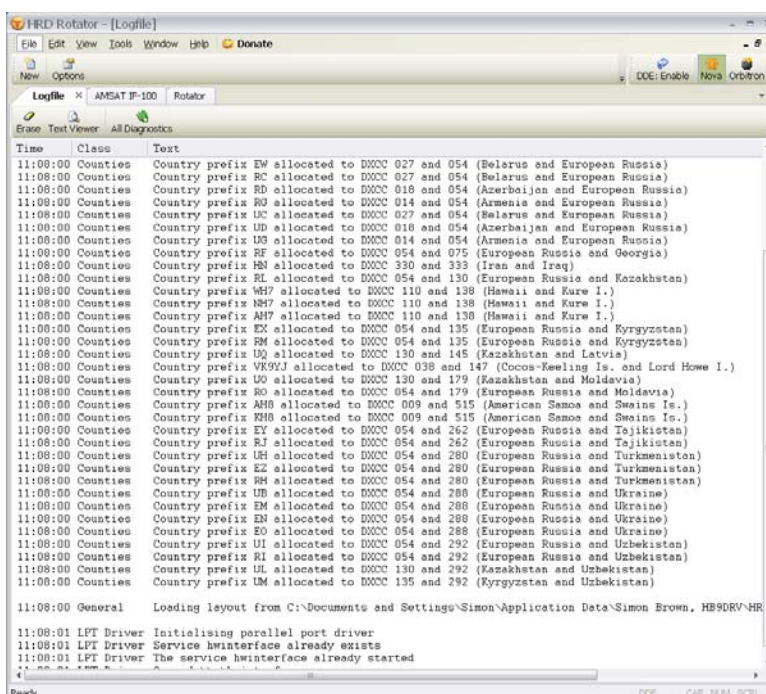 HRD Rotator - [Logfile]
File Edit View Tools Window Help Donate
New Options DDE: Enable Nova Orbitron
Logfile AMSAT IF-100 Rotator
Erase Text Viewer All Diagnostics
Time Class Text
11:08:00 Counties Country prefix EW allocated to DXCC 027 and 054 (Belarus and European Russia)
11:08:00 Counties Country prefix RC allocated to DXCC 027 and 054 (Belarus and European Russia)
11:08:00 Counties Country prefix RD allocated to DXCC 018 and 054 (Azerbaijan and European Russia)
11:08:00 Counties Country prefix RG allocated to DXCC 014 and 054 (Armenia and European Russia)
11:08:00 Counties Country prefix UC allocated to DXCC 027 and 054 (Belarus and European Russia)
11:08:00 Counties Country prefix UD allocated to DXCC 018 and 054 (Azerbaijan and European Russia)
11:08:00 Counties Country prefix UG allocated to DXCC 014 and 054 (Armenia and European Russia)
11:08:00 Counties Country prefix RF allocated to DXCC 054 and 075 (European Russia and Georgia)
11:08:00 Counties Country prefix HN allocated to DXCC 330 and 333 (Iran and Iraq)
11:08:00 Counties Country prefix RL allocated to DXCC 054 and 130 (European Russia and Kazakhstan)
11:08:00 Counties Country prefix WH7 allocated to DXCC 110 and 138 (Hawaii and Kure I.)
11:08:00 Counties Country prefix NH7 allocated to DXCC 110 and 138 (Hawaii and Kure I.)
11:08:00 Counties Country prefix AH7 allocated to DXCC 110 and 138 (Hawaii and Kure I.)
11:08:00 Counties Country prefix EX allocated to DXCC 054 and 135 (European Russia and Kyrgyzstan)
11:08:00 Counties Country prefix RM allocated to DXCC 054 and 135 (European Russia and Kyrgyzstan)
11:08:00 Counties Country prefix UQ allocated to DXCC 130 and 145 (Kazakhstan and Latvia)
11:08:00 Counties Country prefix VK9YJ allocated to DXCC 038 and 147 (Cocos-Keeling Is. and Lord Howe I.)
11:08:00 Counties Country prefix UO allocated to DXCC 130 and 179 (Kazakhstan and Moldavia)
11:08:00 Counties Country prefix RO allocated to DXCC 054 and 179 (European Russia and Moldavia)
11:08:00 Counties Country prefix AH8 allocated to DXCC 009 and 515 (American Samoa and Swains Is.)
11:08:00 Counties Country prefix KH8 allocated to DXCC 009 and 515 (American Samoa and Swains Is.)
11:08:00 Counties Country prefix EY allocated to DXCC 054 and 262 (European Russia and Tajikistan)
11:08:00 Counties Country prefix RJ allocated to DXCC 054 and 262 (European Russia and Tajikistan)
11:08:00 Counties Country prefix UH allocated to DXCC 054 and 280 (European Russia and Turkmenistan)
11:08:00 Counties Country prefix EZ allocated to DXCC 054 and 280 (European Russia and Turkmenistan)
11:08:00 Counties Country prefix RH allocated to DXCC 054 and 280 (European Russia and Turkmenistan)
11:08:00 Counties Country prefix UB allocated to DXCC 054 and 288 (European Russia and Ukraine)
11:08:00 Counties Country prefix EM allocated to DXCC 054 and 288 (European Russia and Ukraine)
11:08:00 Counties Country prefix EN allocated to DXCC 054 and 288 (European Russia and Ukraine)
11:08:00 Counties Country prefix EO allocated to DXCC 054 and 288 (European Russia and Ukraine)
11:08:00 Counties Country prefix UI allocated to DXCC 054 and 292 (European Russia and Uzbekistan)
11:08:00 Counties Country prefix RI allocated to DXCC 054 and 292 (European Russia and Uzbekistan)
11:08:00 Counties Country prefix UL allocated to DXCC 130 and 292 (Kazakhstan and Uzbekistan)
11:08:00 Counties Country prefix UM allocated to DXCC 135 and 292 (Kyrgyzstan and Uzbekistan)
11:08:00 General Loading layout from C:\Documents and Settings\Simon\Application Data\Simon Brown, HB9DRV\HR
11:08:01 LPT Driver Initialising parallel port driver
11:08:01 LPT Driver Service hwinterface already exists
11:08:01 LPT Driver The service hwinterface already started
Ready DDE CAP NUM SCRL